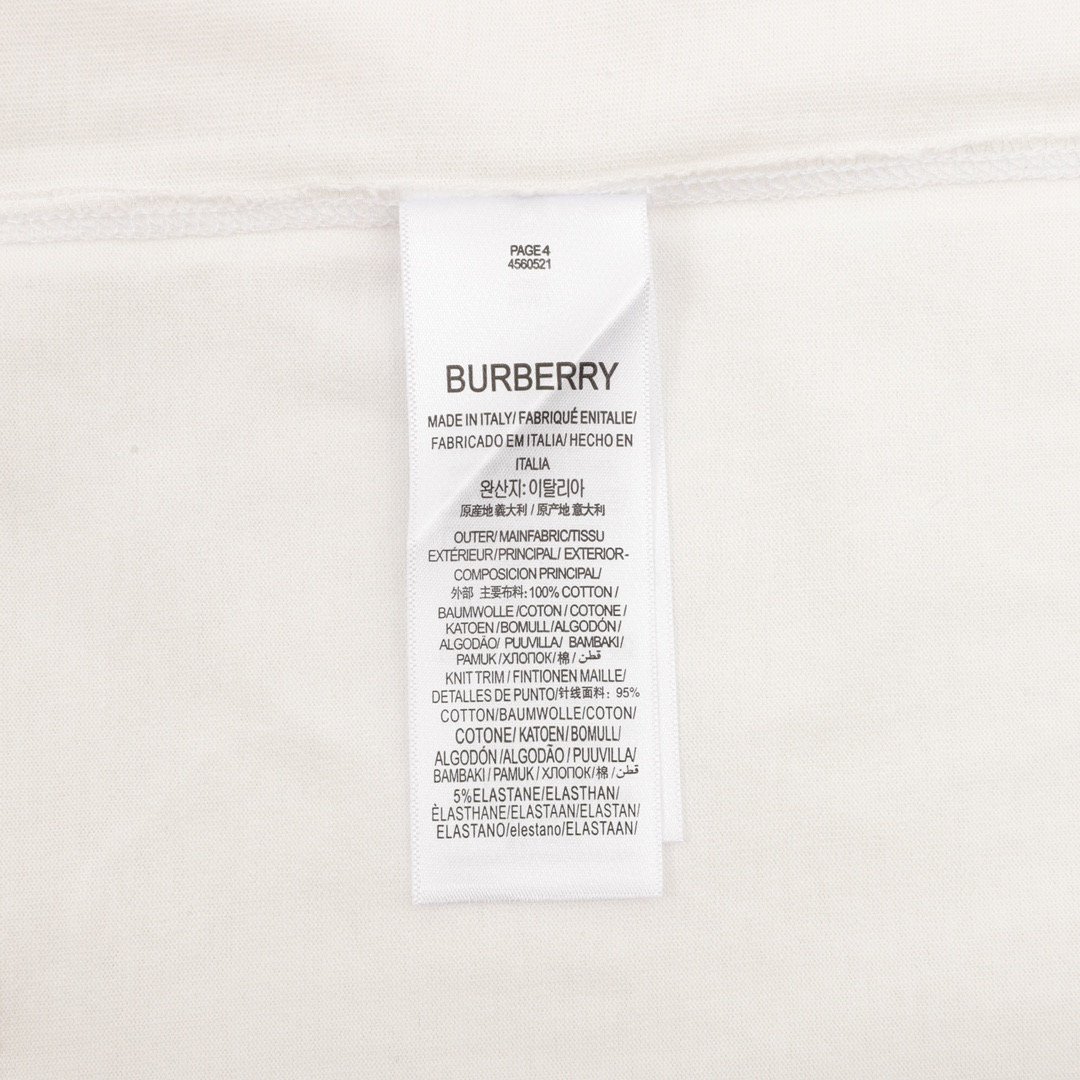 PAGE 4
4560521
BURBERRY
MADE IN ITALY/ FABRIQUÉ ENITALIE/
FABRICADO EM ITALIA/ HECHO EN
ITALIA
완산지: 이탈리아
原産地 義大利 / 原产地 意大利
OUTER/ MAINFABRIC/TISSU
EXTÉRIEUR/PRINCIPAL/ EXTERIOR-
COMPOSICION PRINCIPAL/
外部 主要布料: 100% COTTON /
BAUMWOLLE /COTON / COTONE /
KATOEN / BOMULL /ALGODÓN /
ALGODÃO/ PUUVILLA/ BAMBAKI/
PAMUK / ХЛОПОК/ 棉 / قطن
KNIT TRIM / FINTIONEN MAILLE/
DETALLES DE PUNTO/针线面料: 95%
COTTON/BAUMWOLLE/COTON/
COTONE/ KATOEN/ BOMULL/
ALGODÓN /ALGODÃO / PUUVILLA/
BAMBAKI / PAMUK / ХЛОПОК/ 棉/ قطن/
5%ELASTANE/ELASTHAN/
ÈLASTHANE/ELASTAAN/ELASTAN/
ELASTANO/elestano/ELASTAAN/